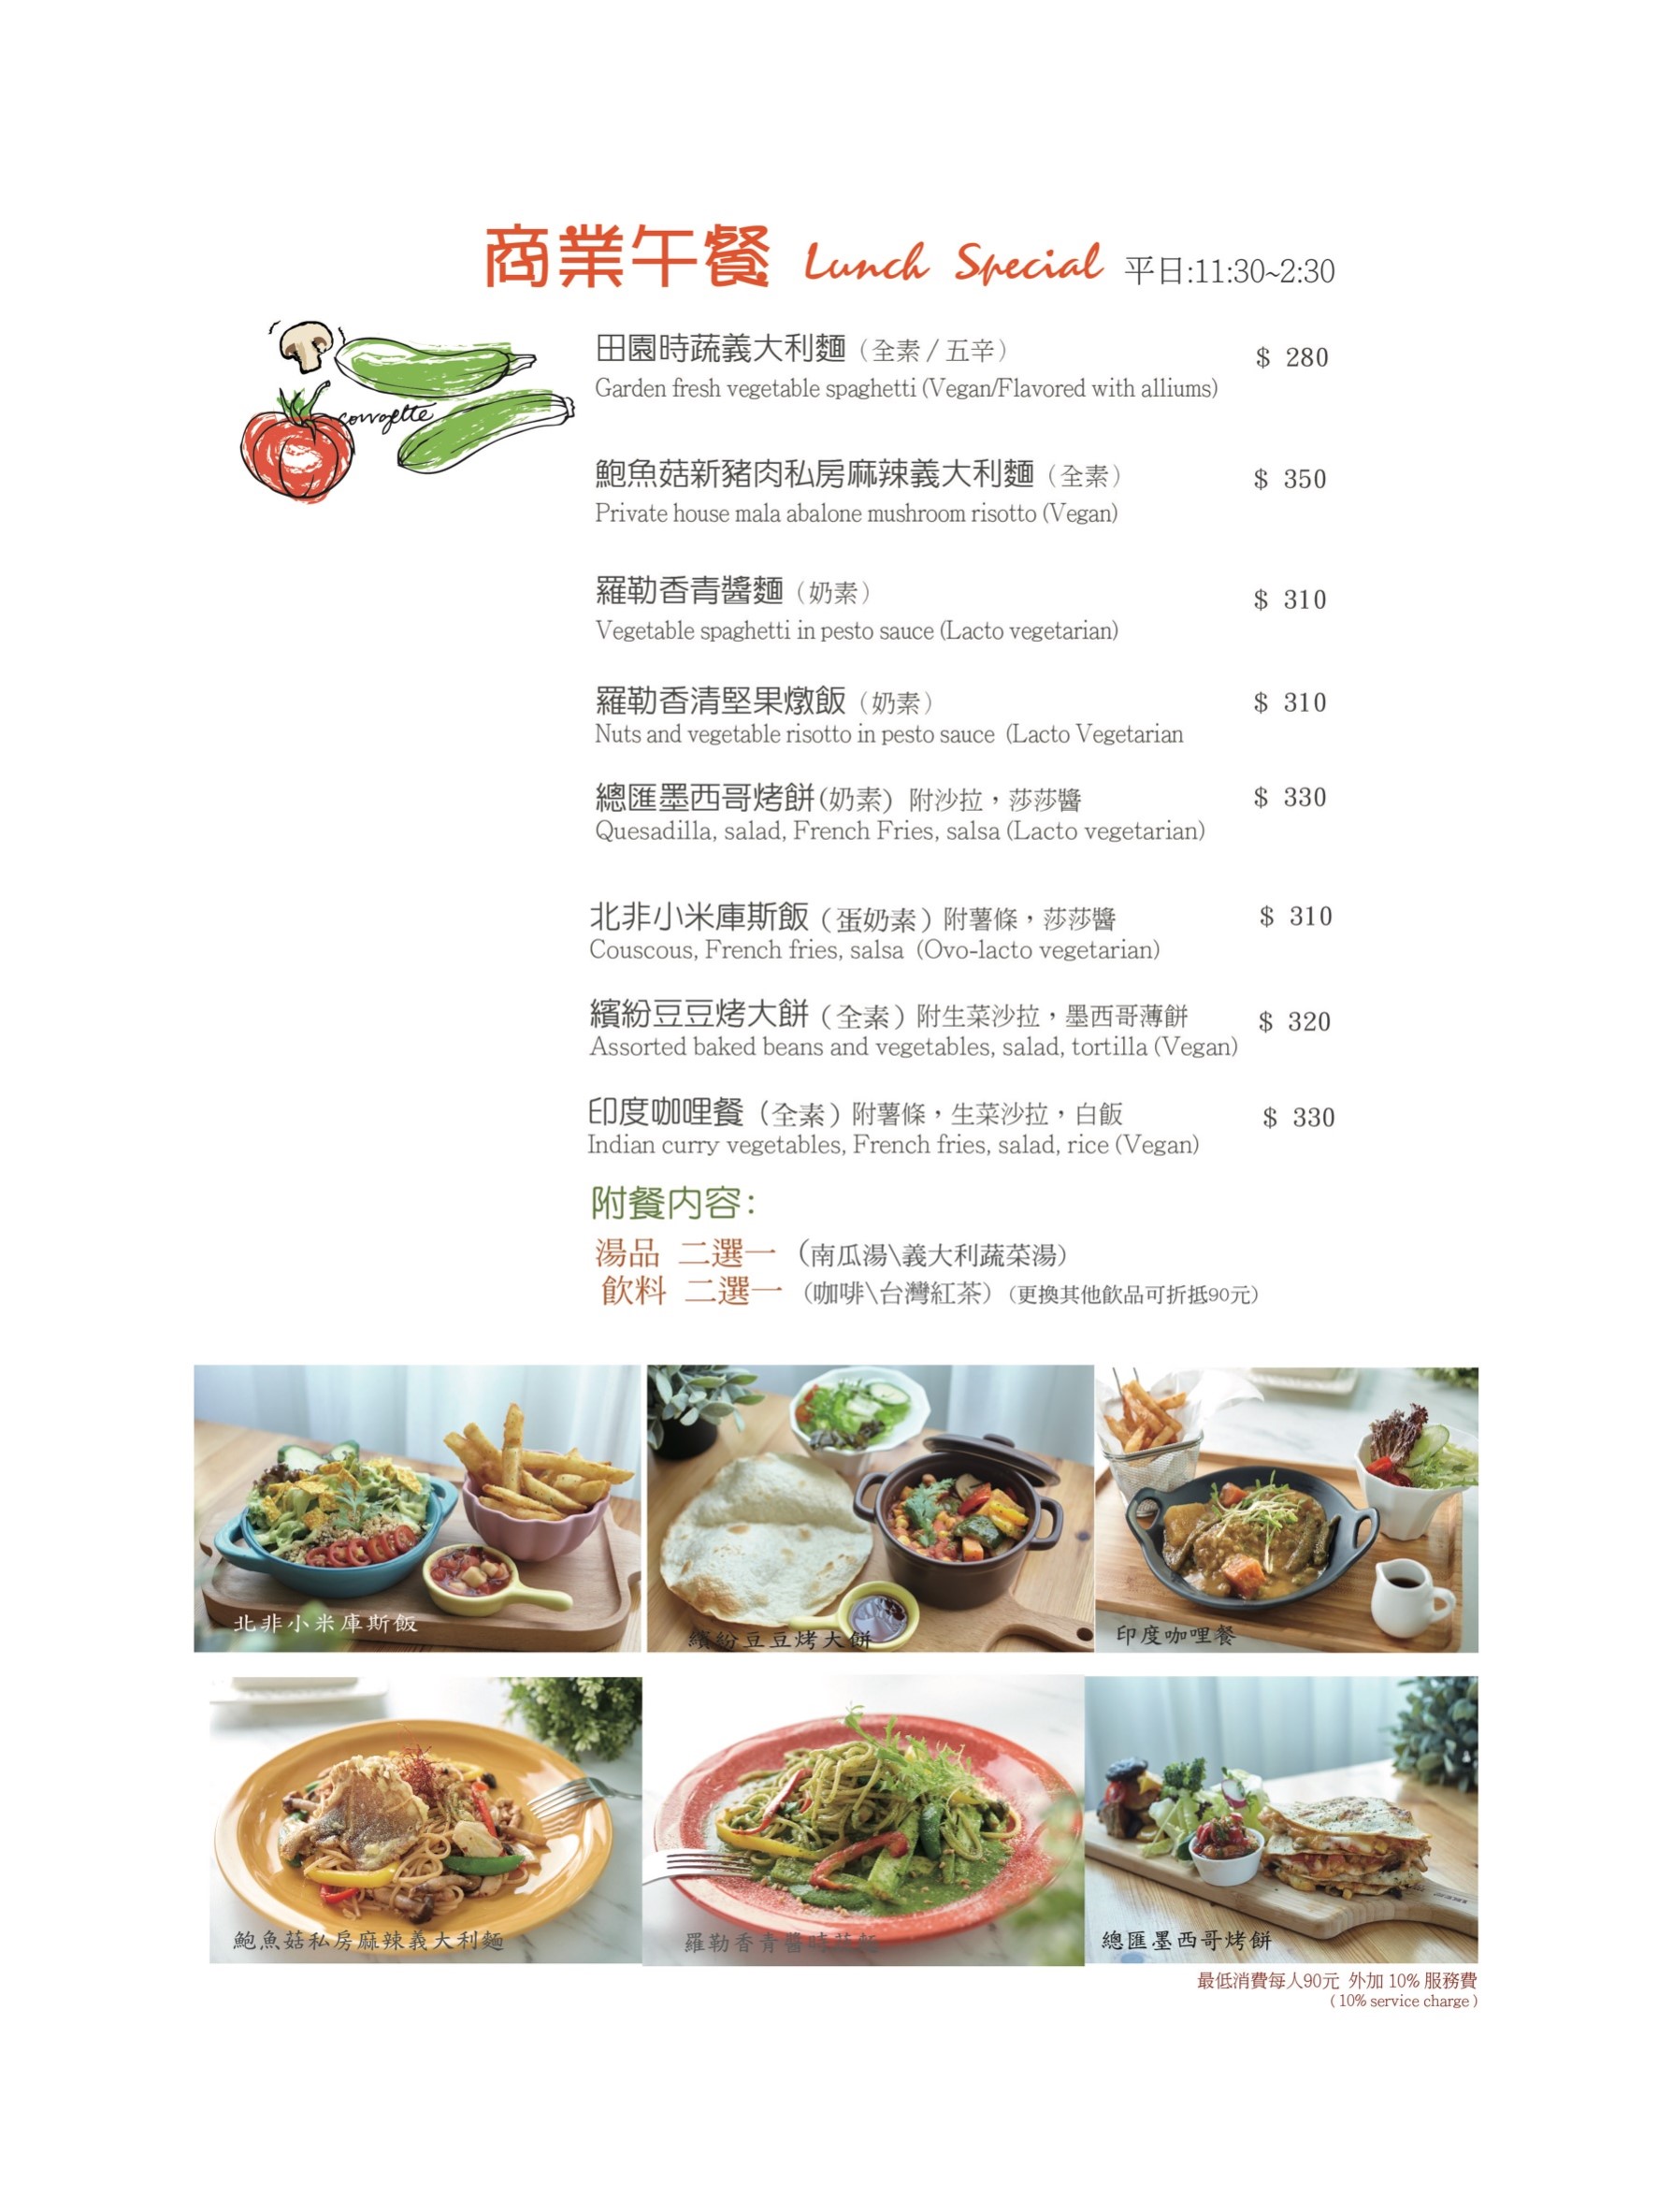 商業午餐 Lunch Special 平日:11:30~2:30
田園時蔬義大利麵（全素 / 五辛） $ 280
Garden fresh vegetable spaghetti (Vegan/Flavored with alliums)
鮑魚菇新豬肉私房麻辣義大利麵（全素） $ 350
Private house mala abalone mushroom risotto (Vegan)
羅勒香青醬麵（奶素） $ 310
Vegetable spaghetti in pesto sauce (Lacto vegetarian)
羅勒香清堅果燉飯（奶素） $ 310
Nuts and vegetable risotto in pesto sauce (Lacto Vegetarian
總匯墨西哥烤餅(奶素) 附沙拉，莎莎醬 $ 330
Quesadilla, salad, French Fries, salsa (Lacto vegetarian)
北非小米庫斯飯（蛋奶素）附薯條，莎莎醬 $ 310
Couscous, French fries, salsa (Ovo-lacto vegetarian)
繽紛豆豆烤大餅（全素）附生菜沙拉，墨西哥薄餅 $ 320
Assorted baked beans and vegetables, salad, tortilla (Vegan)
印度咖哩餐（全素）附薯條，生菜沙拉，白飯 $ 330
Indian curry vegetables, French fries, salad, rice (Vegan)
附餐內容：
湯品 二選一 （南瓜湯\義大利蔬菜湯）
飲料 二選一 （咖啡\台灣紅茶）（更換其他飲品可折抵90元）
北非小米庫斯飯
繽紛豆豆烤大餅
印度咖哩餐
鮑魚菇私房麻辣義大利麵
羅勒香青醬時蔬麵
總匯墨西哥烤餅
最低消費每人90元 外加 10% 服務費
( 10% service charge )